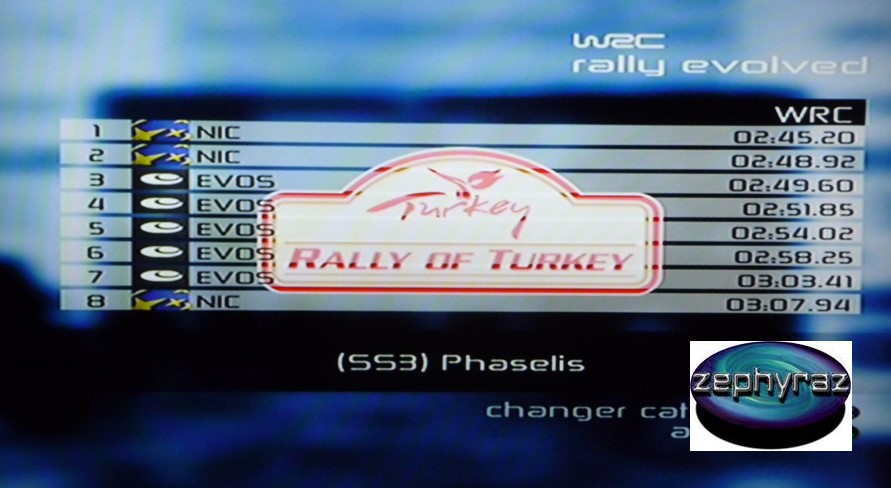 WRC
rally evolved
WRC
1 NIC 02:45.20
2 NIC 02:48.92
3 EVOS 02:49.60
4 EVOS 02:51.85
5 EVOS 02:54.02
6 EVOS 02:58.25
7 EVOS 03:03.41
8 NIC 03:07.94
Turkey
RALLY OF TURKEY
(SS3) Phaselis
changer
zephyraz